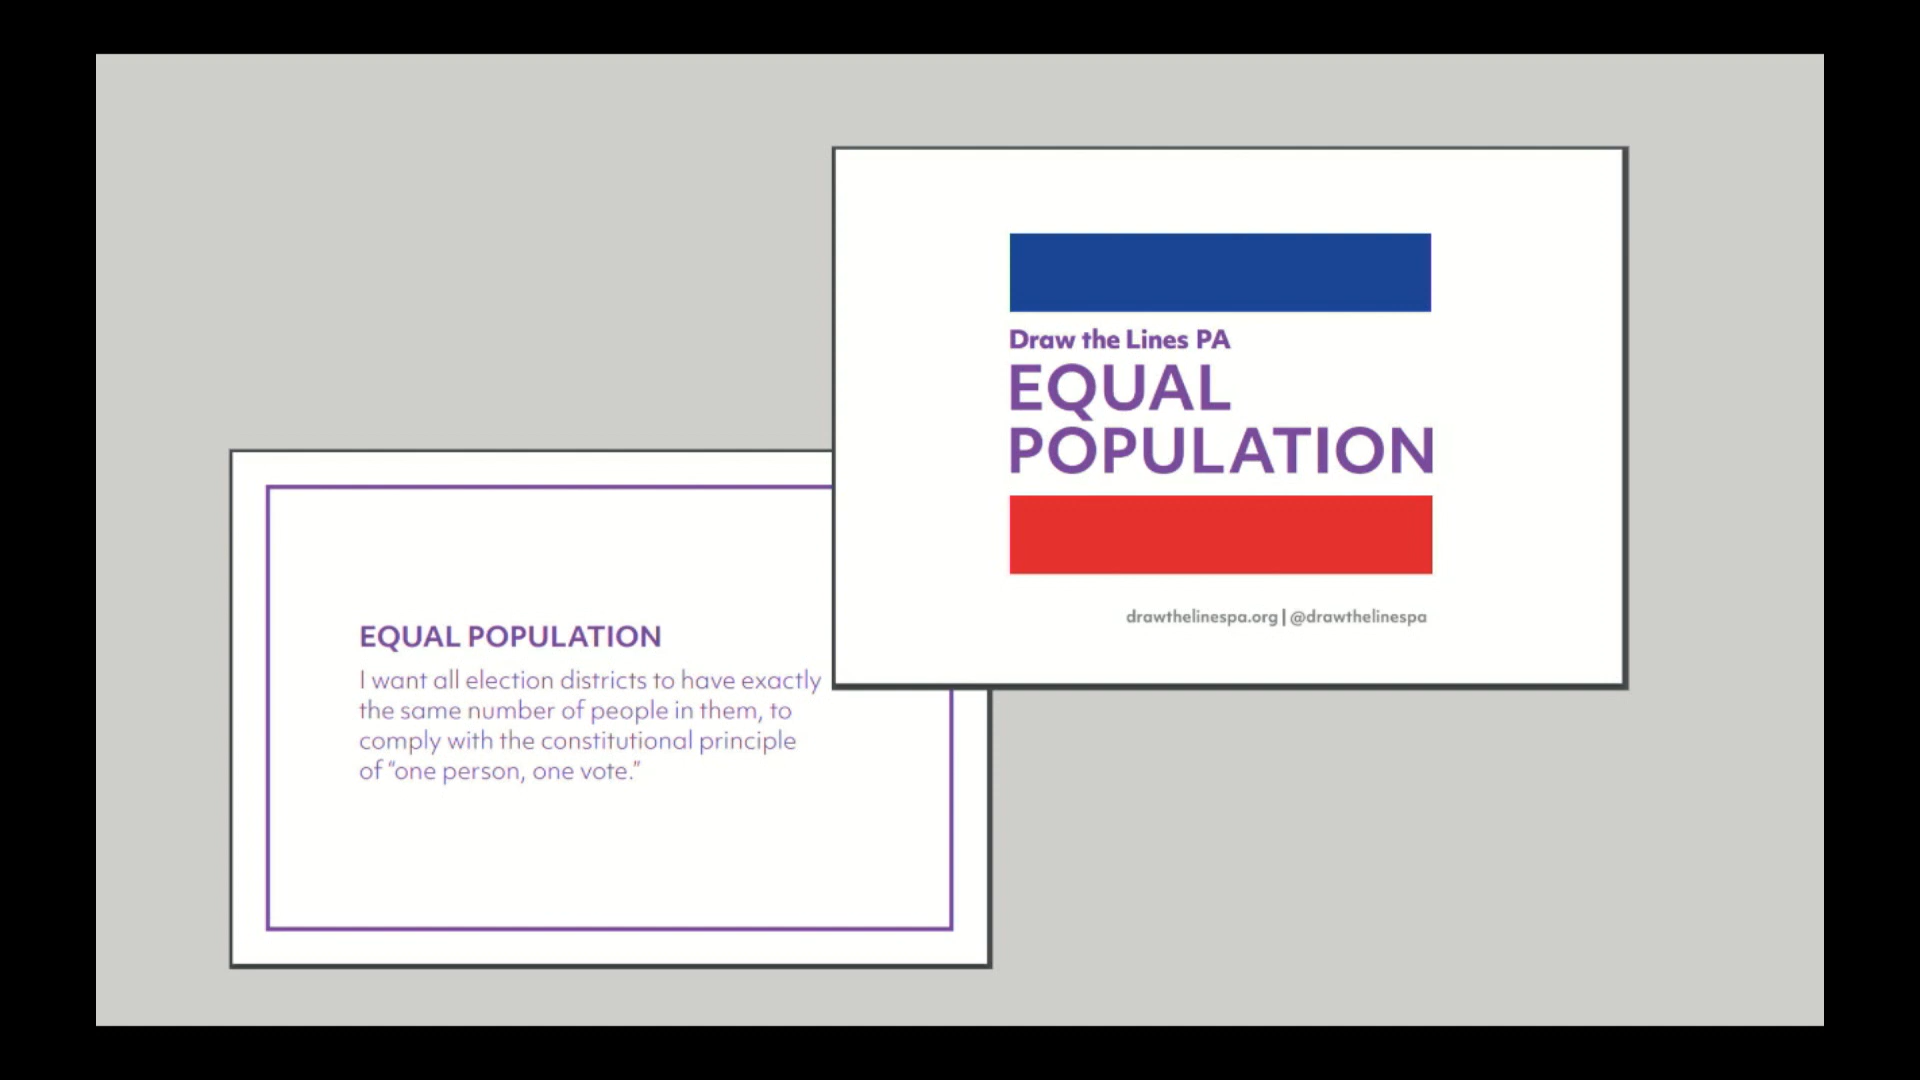 Draw the Lines PA
EQUAL
POPULATION
drawthelinespa.org | @drawthelinespa
EQUAL POPULATION
I want all election districts to have exactly
the same number of people in them, to
comply with the constitutional principle
of “one person, one vote.”